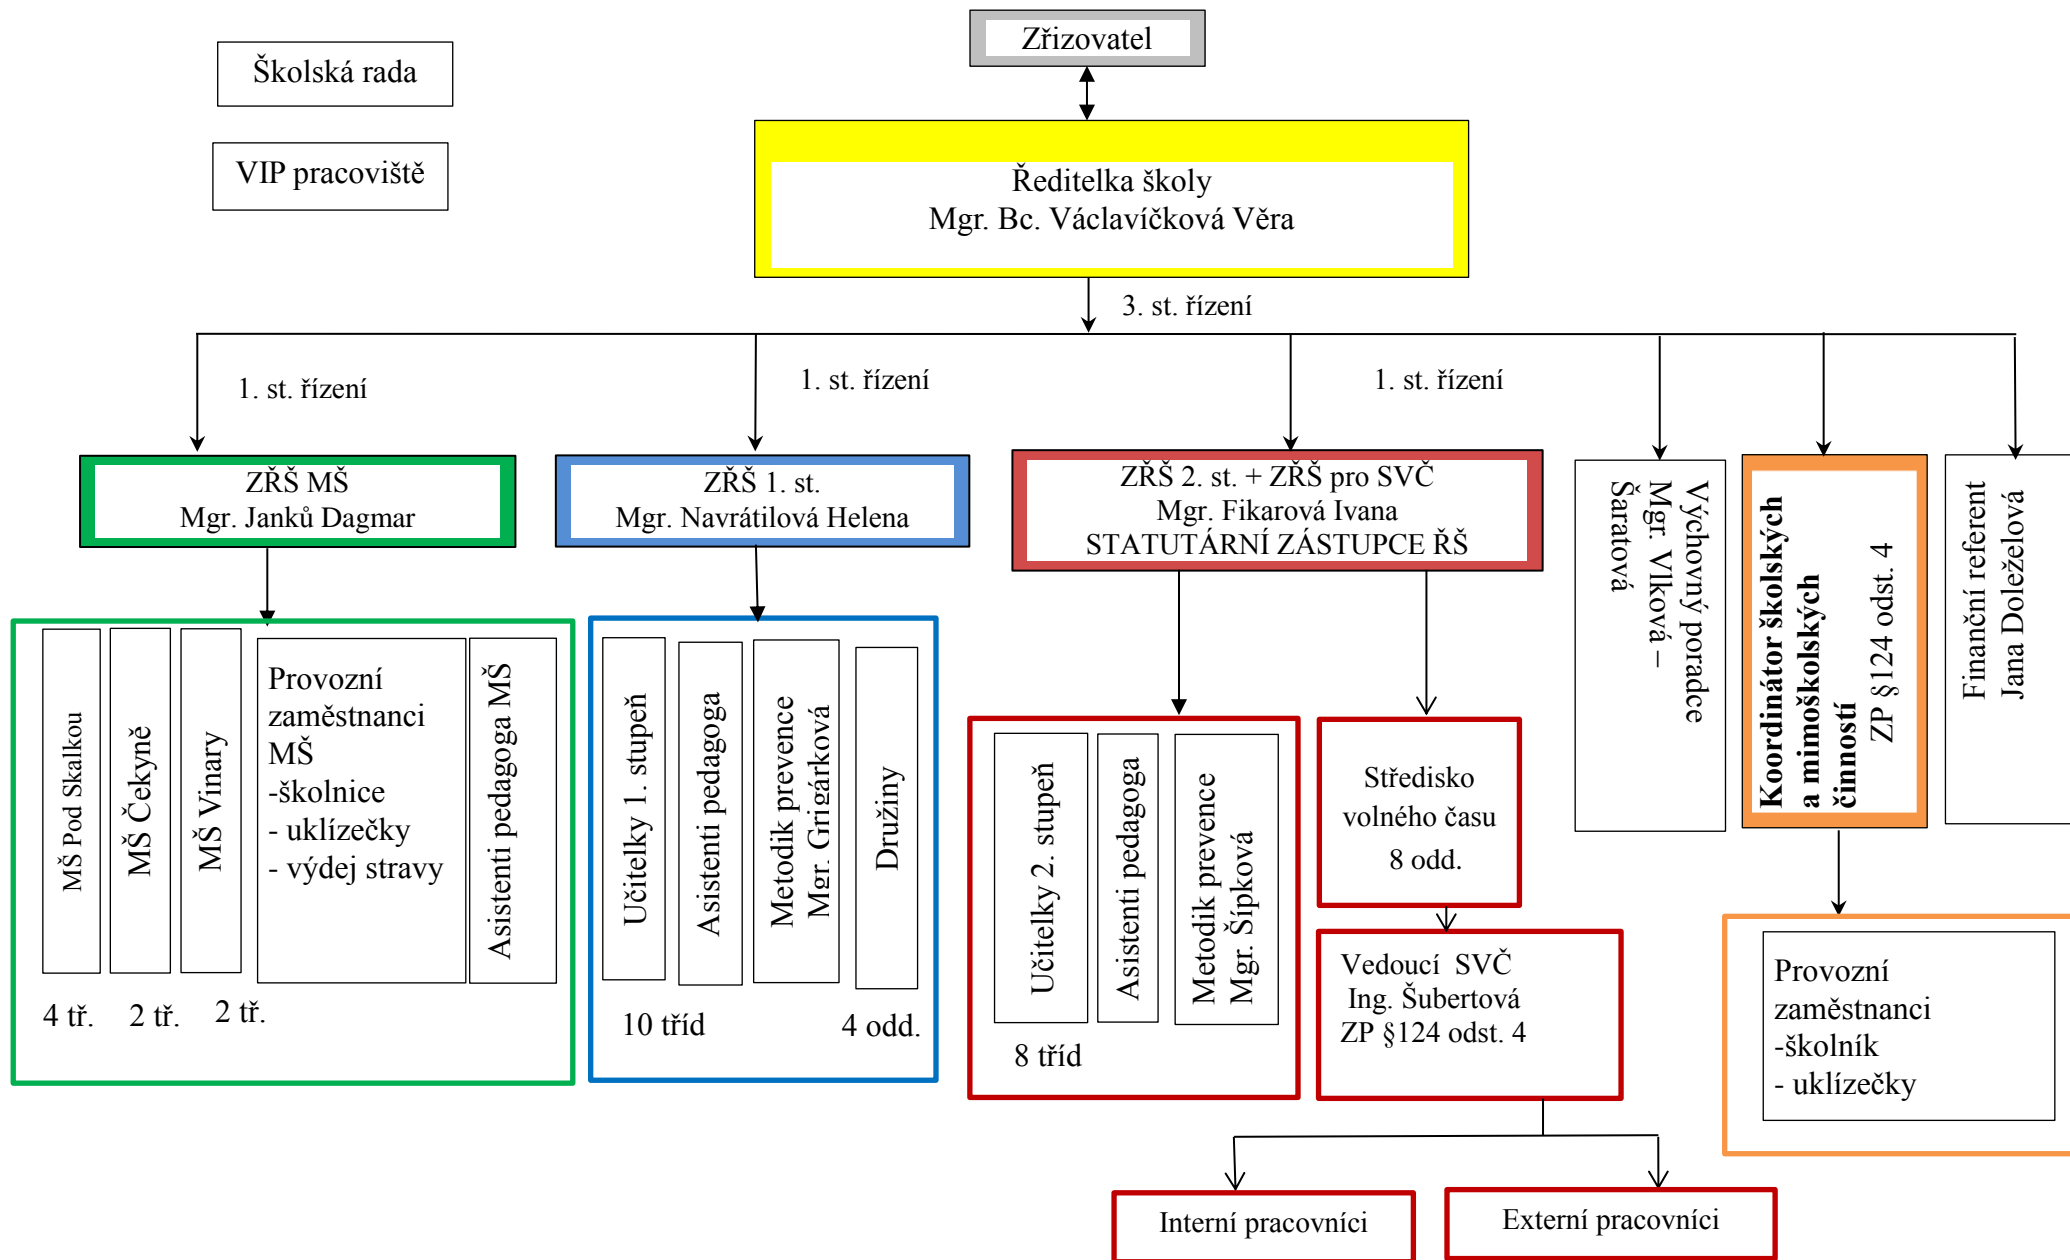 Zřizovatel
Školská rada
VIP pracoviště
Ředitelka školy
Mgr. Bc. Václavíčková Věra
3. st. řízení
1. st. řízení
1. st. řízení
1. st. řízení
ZŘŠ MŠ
Mgr. Janků Dagmar
ZŘŠ 1. st.
Mgr. Navrátilová Helena
ZŘŠ 2. st. + ZŘŠ pro SVČ
Mgr. Fikarová Ivana
STATUTÁRNÍ ZÁSTUPCE ŘŠ
Výchovný poradce
Mgr. Vlková –
Šaratová
Koordinátor školských
a mimoškolských
činností
ZP §124 odst. 4
Finanční referent
Jana Doleželová
MŠ Pod Skalkou
MŠ Čekyně
MŠ Vinary
Provozní
zaměstnanci
MŠ
-školnice
- uklízečky
- výdej stravy
Asistenti pedagoga MŠ
4 tř.
2 tř.
2 tř.
Učitelky 1. stupeň
Asistenti pedagoga
Metodik prevence
Mgr. Grigárková
Družiny
10 tříd
4 odd.
Učitelky 2. stupeň
Asistenti pedagoga
Metodik prevence
Mgr. Šípková
8 tříd
Středisko
volného času
8 odd.
Vedoucí  SVČ
Ing. Šubertová
ZP §124 odst. 4
Provozní
zaměstnanci
-školník
- uklízečky
Interní pracovníci
Externí pracovníci